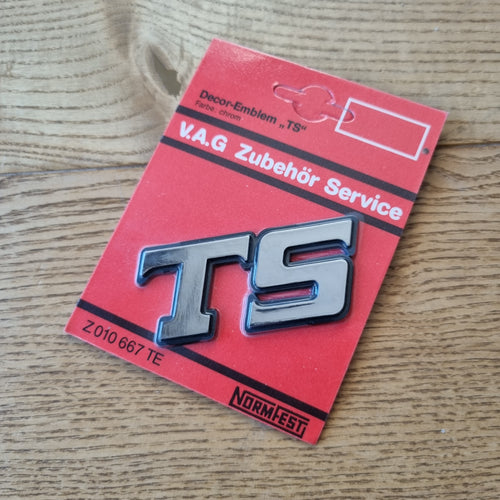 Decor-Emblem „TS"
Farbe: chrom
V.A.G Zubehör Service
TS
Z 010 667 TE
NORMFEST